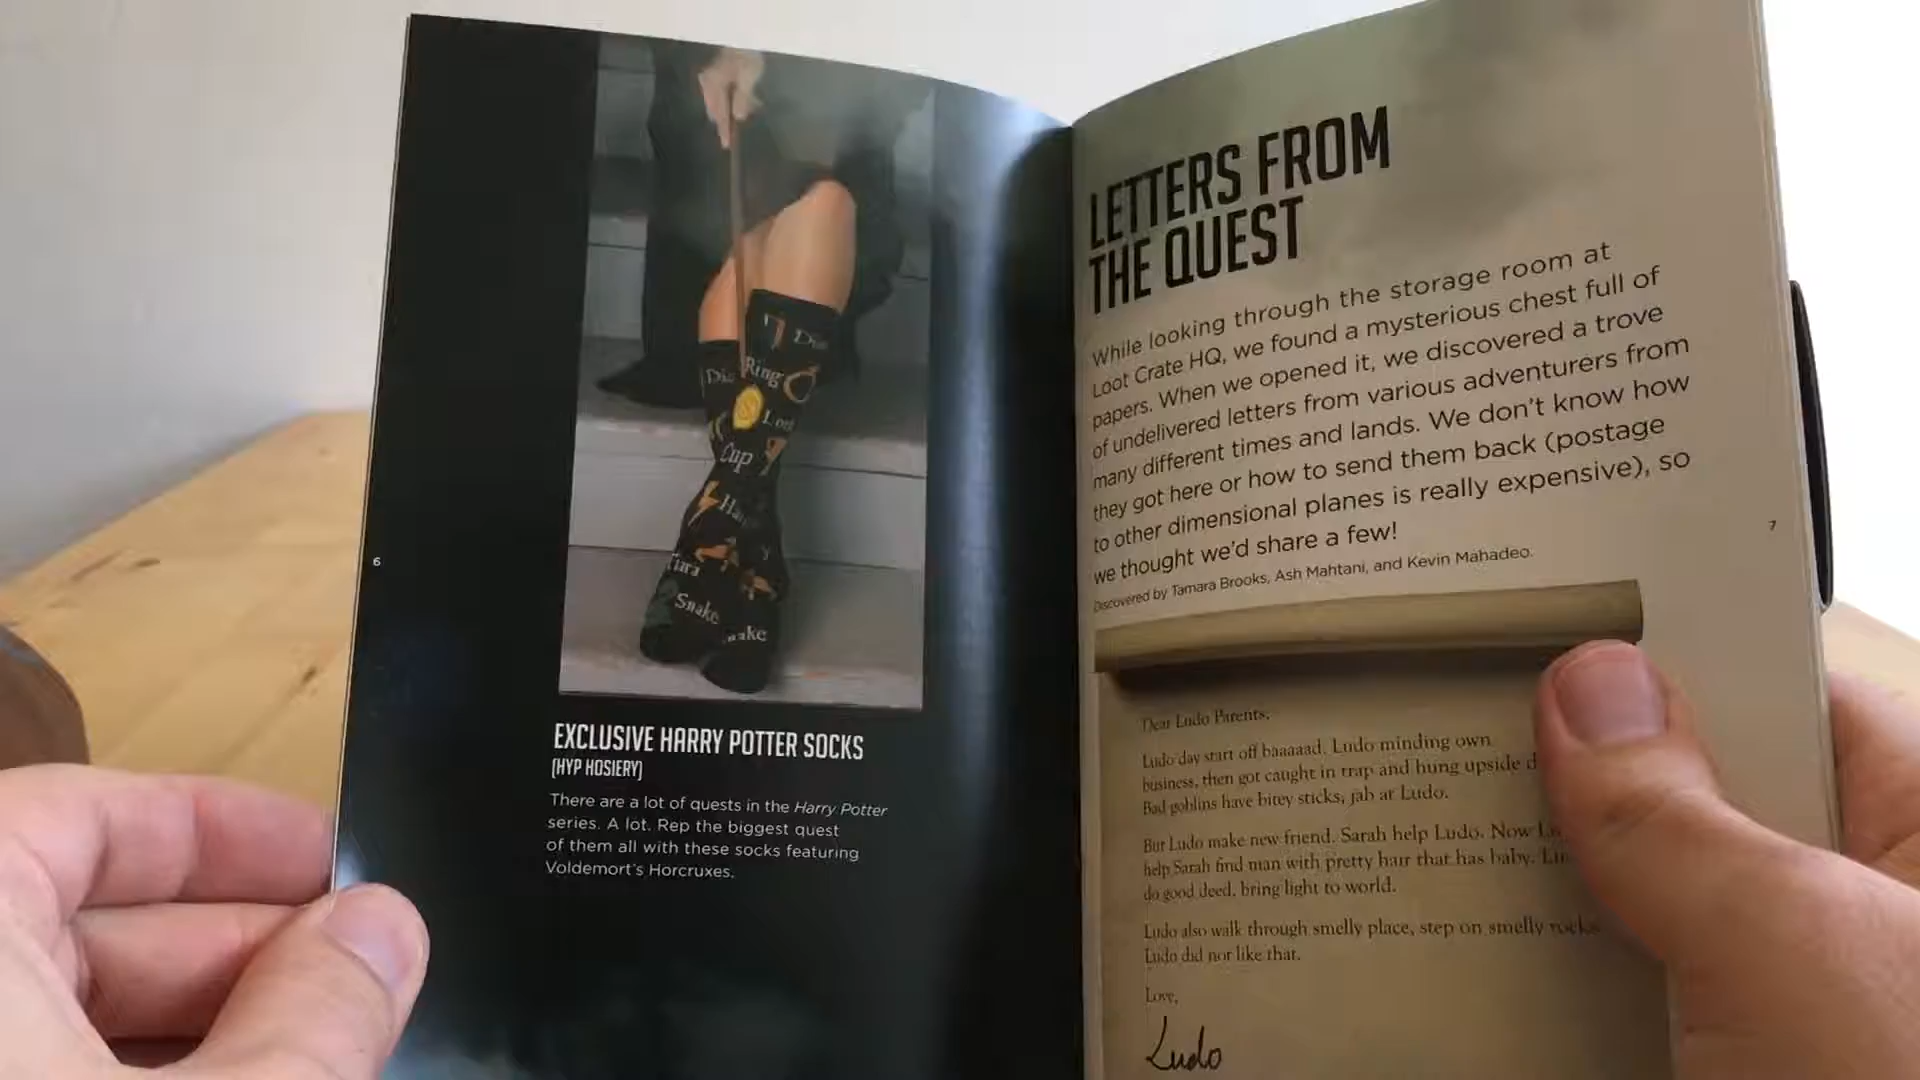 Ring
Cup
Tiara
Snake
EXCLUSIVE HARRY POTTER SOCKS
(HYP HOSIERY)
There are a lot of quests in the Harry Potter
series. A lot. Rep the biggest quest
of them all with these socks featuring
Voldemort's Horcruxes.
6
LETTERS FROM
THE QUEST
While looking through the storage room at
Loot Crate HQ, we found a mysterious chest full of
papers. When we opened it, we discovered a trove
of undelivered letters from various adventurers from
many different times and lands. We don't know how
they got here or how to send them back (postage
to other dimensional planes is really expensive), so
we thought we'd share a few!
Discovered by Tamara Brooks, Ash Mahtani, and Kevin Mahadeo.
7
Dear Ludo Parents,
Ludo day start off baaaaad. Ludo minding own
business, then got caught in trap and hung upside
Bad goblins have bitey sticks, jab at Ludo.
But Ludo make new friend. Sarah help Ludo. Now
help Sarah find man with pretty hair that has baby.
do good deed, bring light to world.
Ludo also walk through smelly place, step on smelly rocks.
Ludo did not like that.
Love,
Ludo